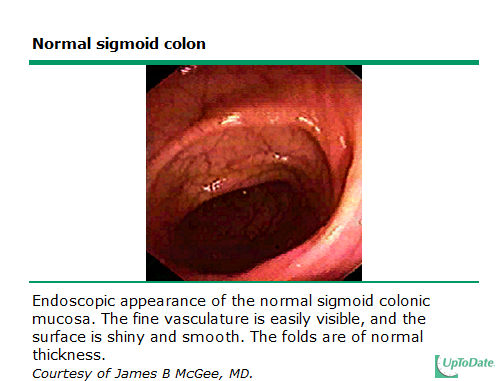 Normal sigmoid colon
Endoscopic appearance of the normal sigmoid colonic
mucosa. The fine vasculature is easily visible, and the
surface is shiny and smooth. The folds are of normal
thickness.
Courtesy of James B McGee, MD.
UpToDate